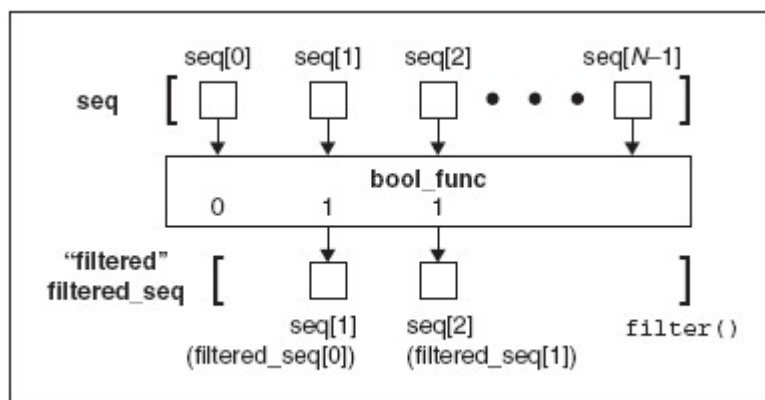 seq[0] seq[1] seq[2] seq[N–1]
seq [ ]
bool_func
0 1 1
“filtered”
filtered_seq [ ]
seq[1] seq[2] filter()
(filtered_seq[0]) (filtered_seq[1])